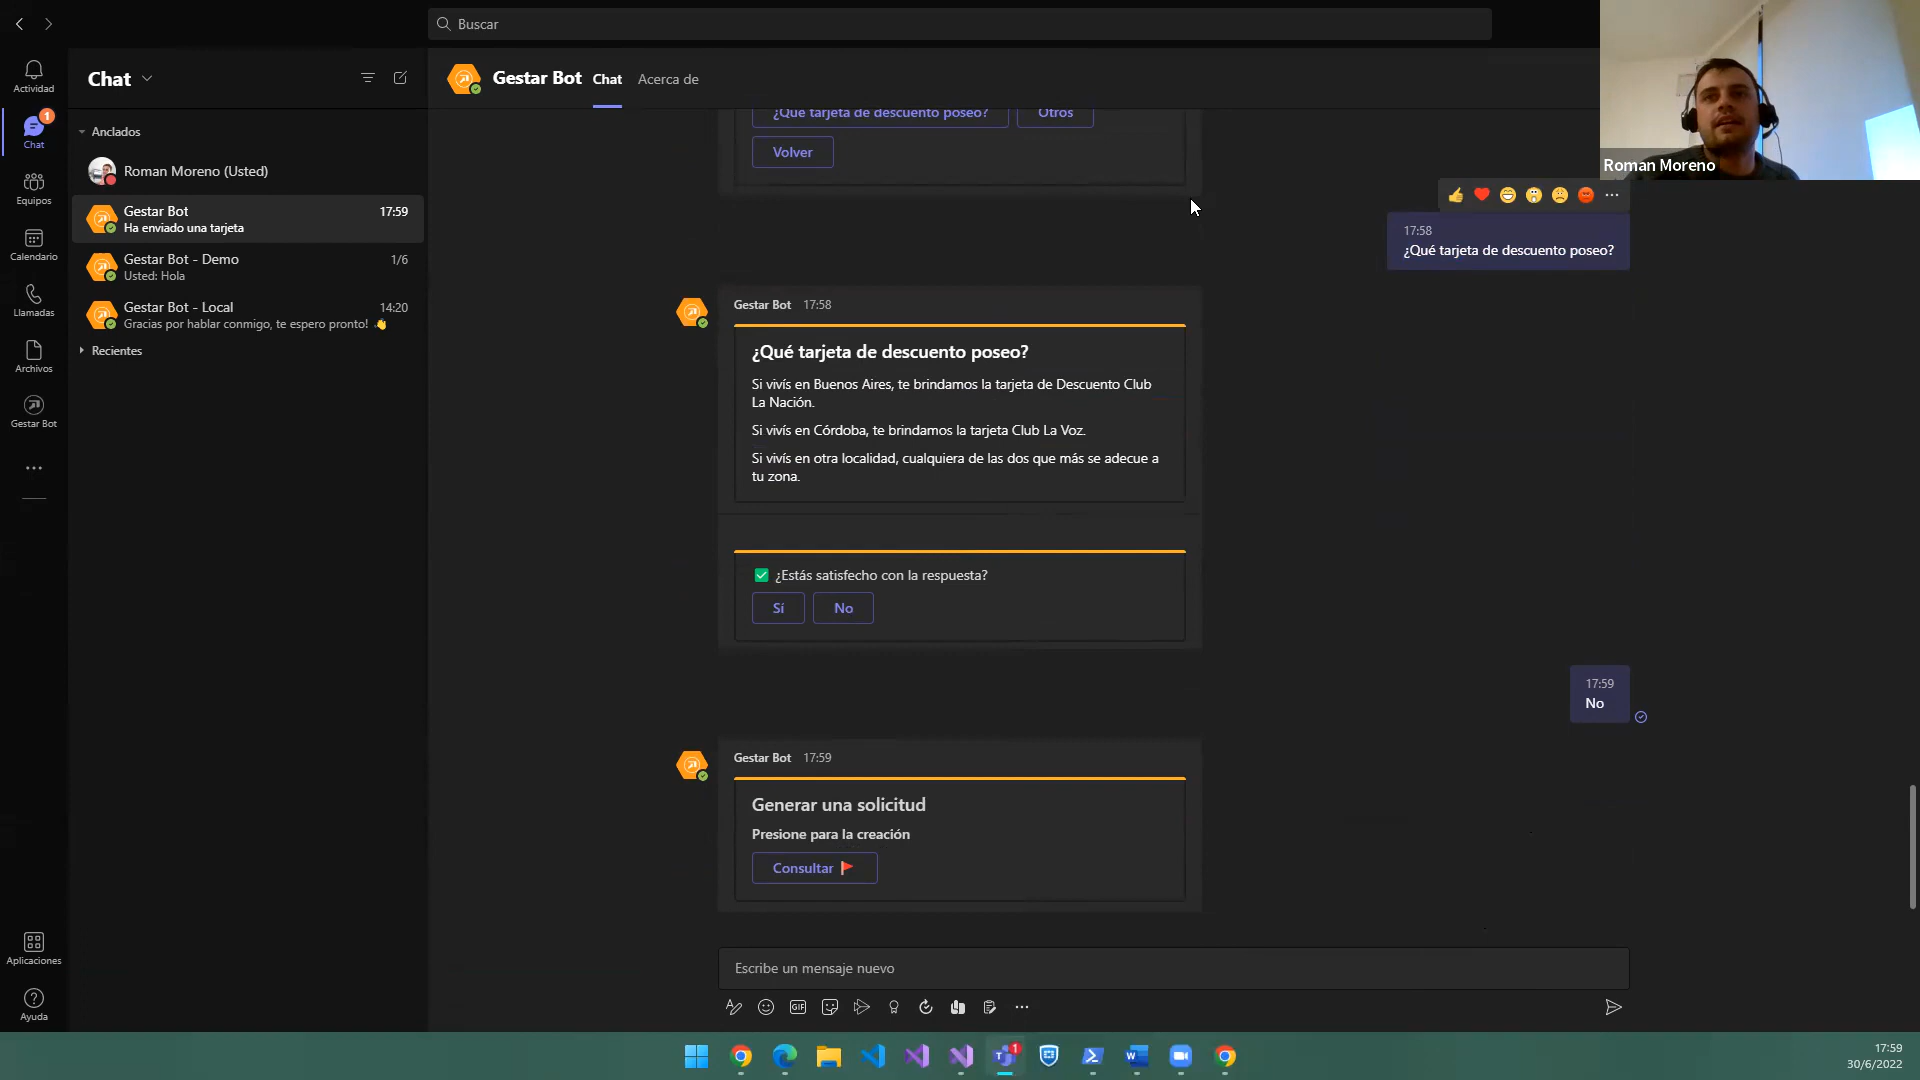 Buscar
Actividad
Chat
1
Equipos
Calendario
Llamadas
Archivos
Gestar Bot
Aplicaciones
Ayuda
Chat
Anclados
Roman Moreno (Usted)
Gestar Bot 17:59
Ha enviado una tarjeta
Gestar Bot - Demo 1/6
Usted: Hola
Gestar Bot - Local 14:20
Gracias por hablar conmigo, te espero pronto! 👋
Recientes
Gestar Bot Chat Acerca de
Roman Moreno
¿Qué tarjeta de descuento poseo? Otros
Volver
17:58
¿Qué tarjeta de descuento poseo?
Gestar Bot 17:58
¿Qué tarjeta de descuento poseo?
Si vivís en Buenos Aires, te brindamos la tarjeta de Descuento Club
La Nación.
Si vivís en Córdoba, te brindamos la tarjeta Club La Voz.
Si vivís en otra localidad, cualquiera de las dos que más se adecue a
tu zona.
✅ ¿Estás satisfecho con la respuesta?
Sí No
17:59
No
Gestar Bot 17:59
Generar una solicitud
Presione para la creación
Consultar 🚩
Escribe un mensaje nuevo
GIF
1
17:59
30/6/2022